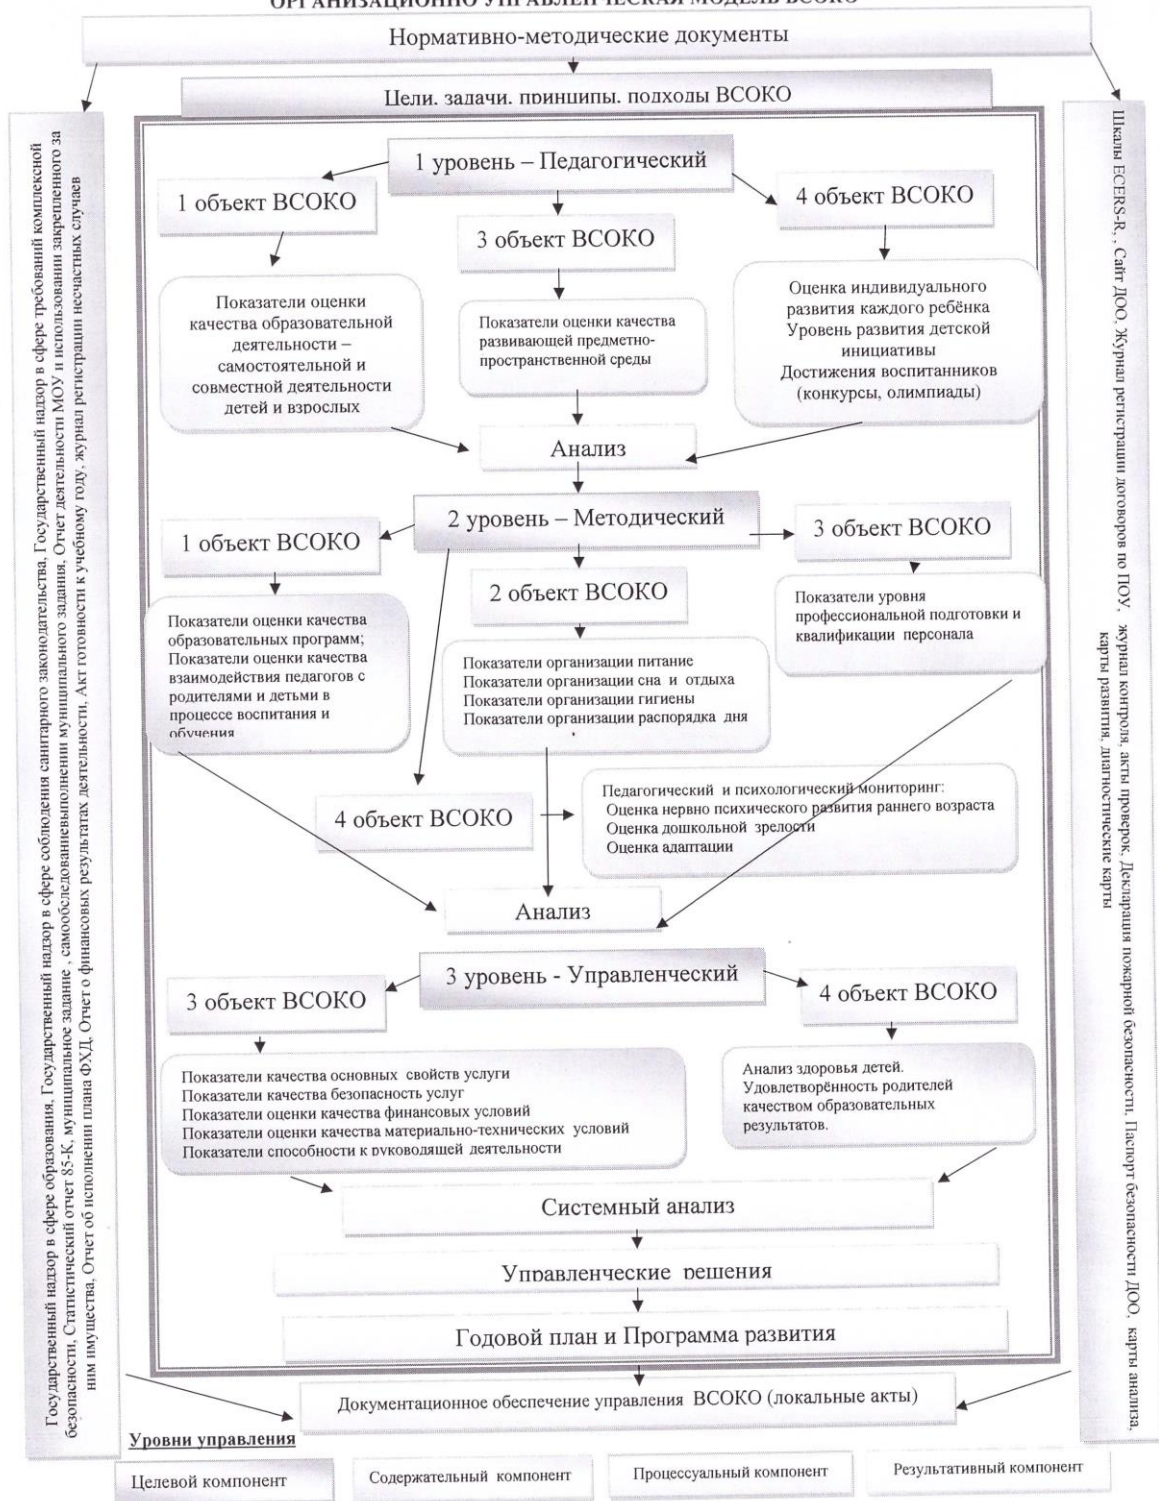 ОРГАНИЗАЦИОННО УПРАВЛЕНЧЕСКАЯ МОДЕЛЬ ВСОКО
Нормативно-методические документы
Цели, задачи, принципы, подходы ВСОКО
1 уровень – Педагогический
1 объект ВСОКО
3 объект ВСОКО
4 объект ВСОКО
Показатели оценки
качества образовательной
деятельности –
самостоятельной и
совместной деятельности
детей и взрослых
Показатели оценки качества
развивающей предметно-
пространственной среды
Оценка индивидуального
развития каждого ребёнка
Уровень развития детской
инициативы
Достижения воспитанников
(конкурсы, олимпиады)
Анализ
2 уровень – Методический
1 объект ВСОКО
2 объект ВСОКО
3 объект ВСОКО
Показатели оценки качества
образовательных программ;
Показатели оценки качества
взаимодействия педагогов с
родителями и детьми в
процессе воспитания и
обучения
Показатели организации питание
Показатели организации сна и отдыха
Показатели организации гигиены
Показатели организации распорядка дня
Показатели уровня
профессиональной подготовки и
квалификации персонала
4 объект ВСОКО
Педагогический и психологический мониторинг:
Оценка нервно психического развития раннего возраста
Оценка дошкольной зрелости
Оценка адаптации
Анализ
3 уровень - Управленческий
3 объект ВСОКО
4 объект ВСОКО
Показатели качества основных свойств услуги
Показатели качества безопасность услуг
Показатели оценки качества финансовых условий
Показатели оценки качества материально-технических условий
Показатели способности к руководящей деятельности
Анализ здоровья детей.
Удовлетворённость родителей
качеством образовательных
результатов.
Системный анализ
Управленческие решения
Годовой план и Программа развития
Документационное обеспечение управления ВСОКО (локальные акты)
Государственный надзор в сфере образования, Государственный надзор в сфере соблюдения санитарного законодательства, Государственный надзор в сфере требований комплексной
безопасности, Статистический отчет 85-К, муниципальное задание , самообследованиевыполнении муниципального задания, Отчет деятельности МОУ и использовании закрепленного за
ним имущества, Отчет об исполнении плана ФХД, Отчет о финансовых результатах деятельности, Акт готовности к учебному году, журнал регистрации несчастных случаев
Шкалы ECERS-R, , Сайт ДОО, Журнал регистрации договоров по ПОУ, журнал контроля, акты проверок, Декларация пожарной безопасности, Паспорт безопасности ДОО, карты анализа,
карты развития, диагностические карты
Уровни управления
Целевой компонент
Содержательный компонент
Процессуальный компонент
Результативный компонент